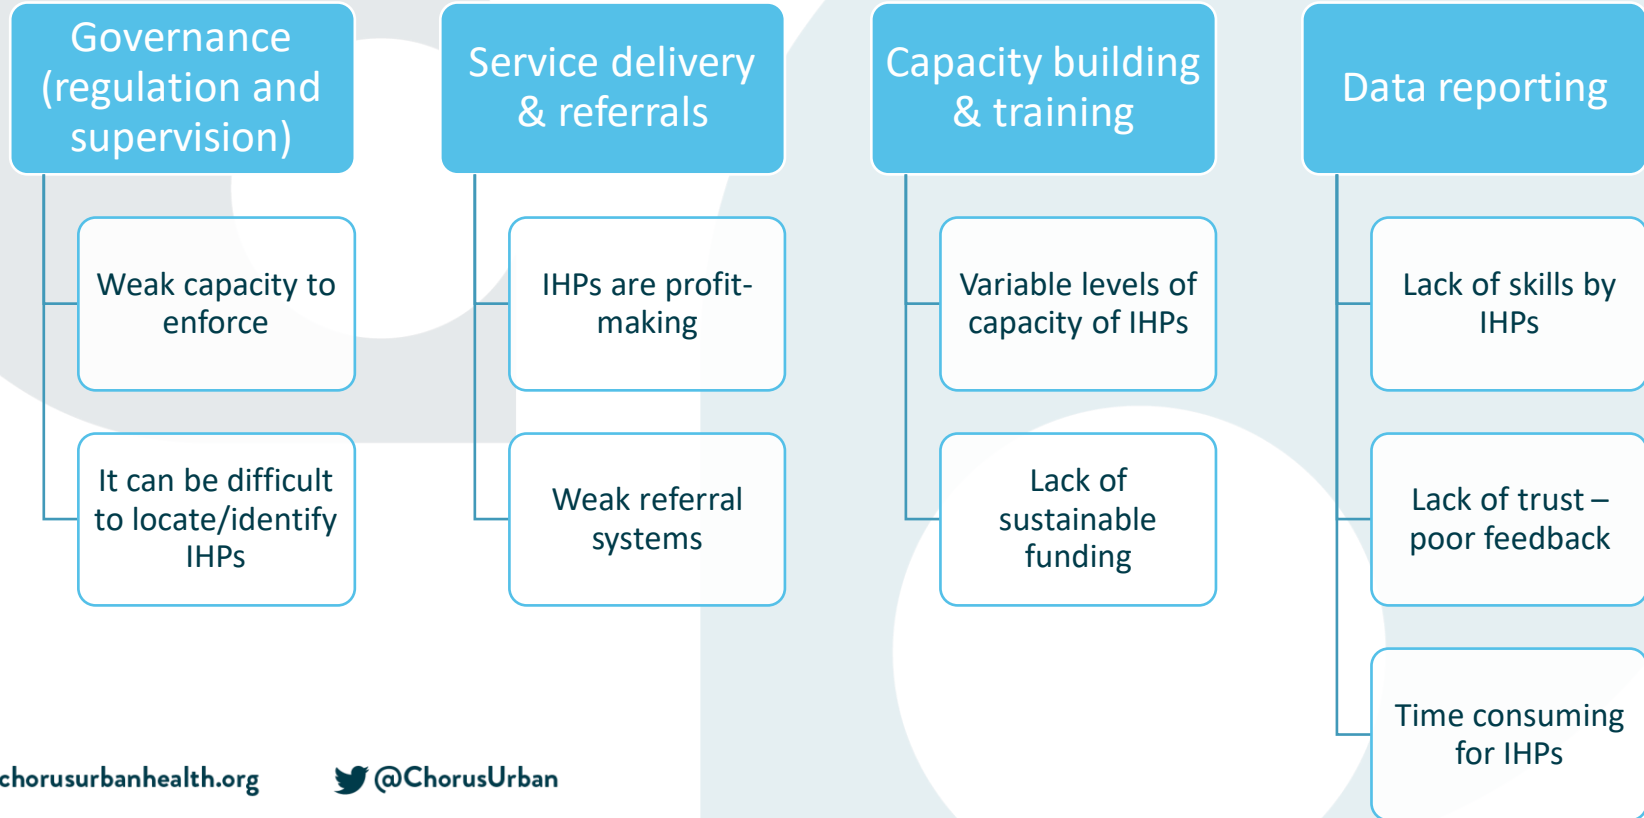 Governance
(regulation and
supervision)
Weak capacity to
enforce
It can be difficult
to locate/identify
IHPs
Service delivery
& referrals
IHPs are profit-
making
Weak referral
systems
Capacity building
& training
Variable levels of
capacity of IHPs
Lack of
sustainable
funding
Data reporting
Lack of skills by
IHPs
Lack of trust –
poor feedback
Time consuming
for IHPs
chorusurbanhealth.org
@ChorusUrban